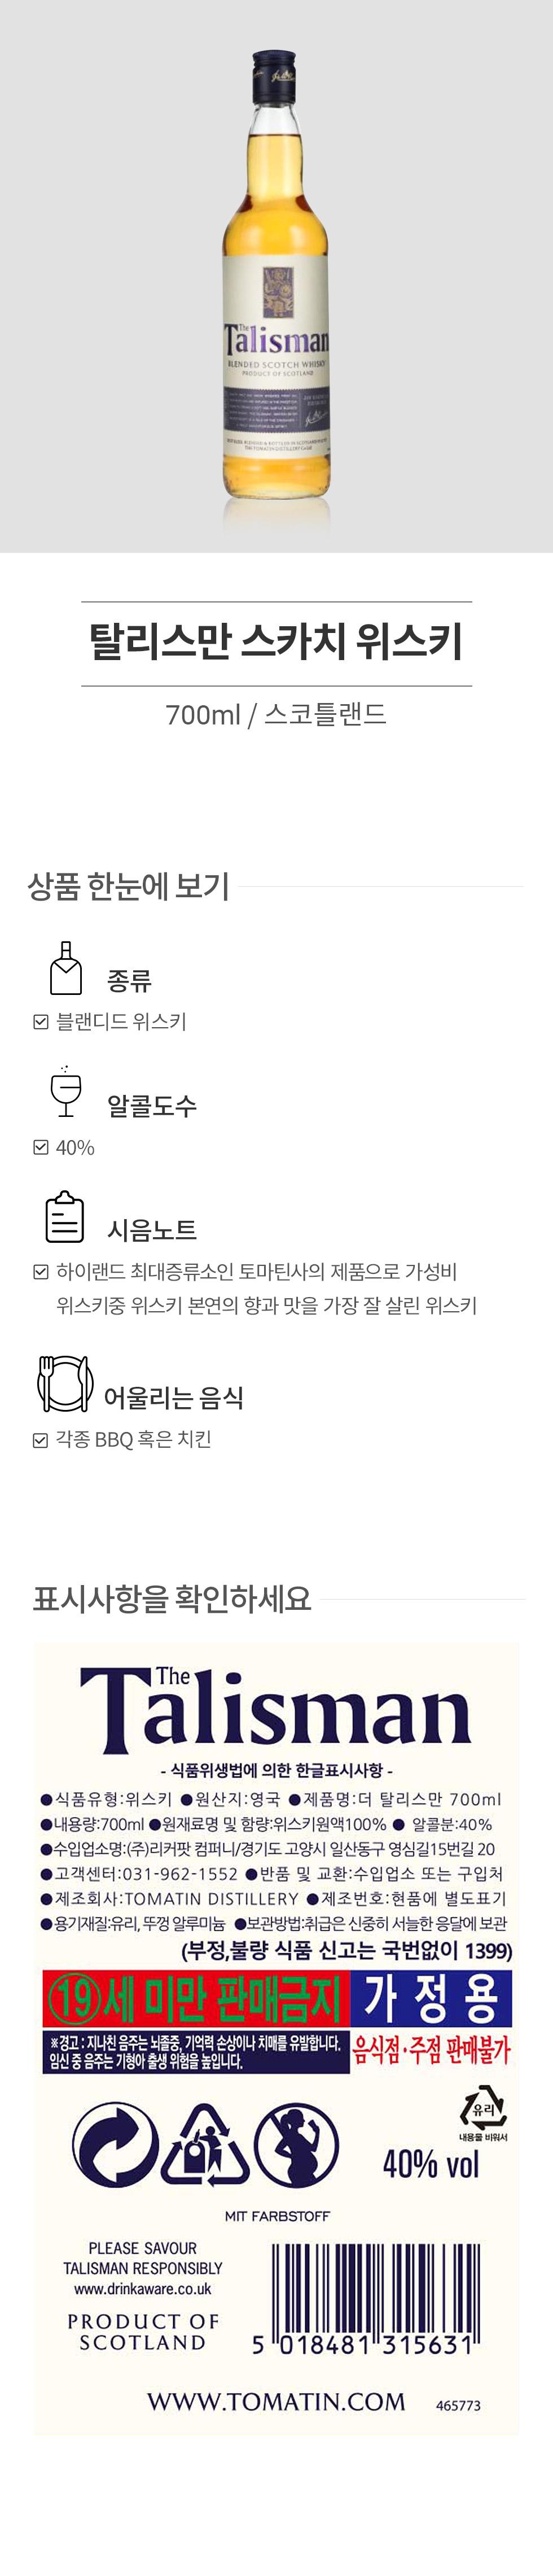 The
Talisman
BLENDED SCOTCH WHISKY
PRODUCT OF SCOTLAND
탈리스만 스카치 위스키
700ml / 스코틀랜드
상품 한눈에 보기
종류
블랜디드 위스키
알콜도수
40%
시음노트
하이랜드 최대증류소인 토마틴사의 제품으로 가성비
위스키중 위스키 본연의 향과 맛을 가장 잘 살린 위스키
어울리는 음식
각종 BBQ 혹은 치킨
표시사항을 확인하세요
The
Talisman
- 식품위생법에 의한 한글표시사항 -
●식품유형:위스키 ●원산지:영국 ●제품명:더 탈리스만 700ml
●내용량:700ml ●원재료명 및 함량:위스키원액100% ● 알콜분:40%
●수입업소명:(주)리커팟 컴퍼니/경기도 고양시 일산동구 영심길15번길 20
●고객센터:031-962-1552 ●반품 및 교환:수입업소 또는 구입처
●제조회사:TOMATIN DISTILLERY ●제조번호:현품에 별도표기
●용기재질:유리, 뚜껑 알루미늄 ●보관방법:취급은 신중히 서늘한 응달에 보관
(부정,불량 식품 신고는 국번없이 1399)
19세 미만 판매금지 가 정 용
※경고 : 지나친 음주는 뇌졸중, 기억력 손상이나 치매를 유발합니다.
임신 중 음주는 기형아 출생 위험을 높입니다.
음식점·주점 판매불가
유리
내용물 비워서
40% vol
MIT FARBSTOFF
PLEASE SAVOUR
TALISMAN RESPONSIBLY
www.drinkaware.co.uk
PRODUCT OF
SCOTLAND
5 018481 315631
WWW.TOMATIN.COM 465773